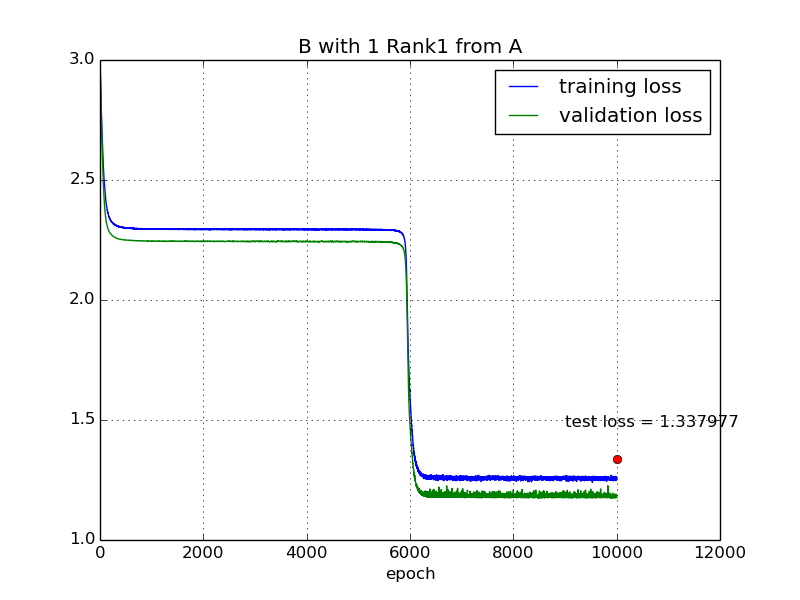 B with 1 Rank1 from A
training loss
validation loss
3.0
2.5
2.0
1.5
1.0
test loss = 1.337977
0 2000 4000 6000 8000 10000 12000
epoch